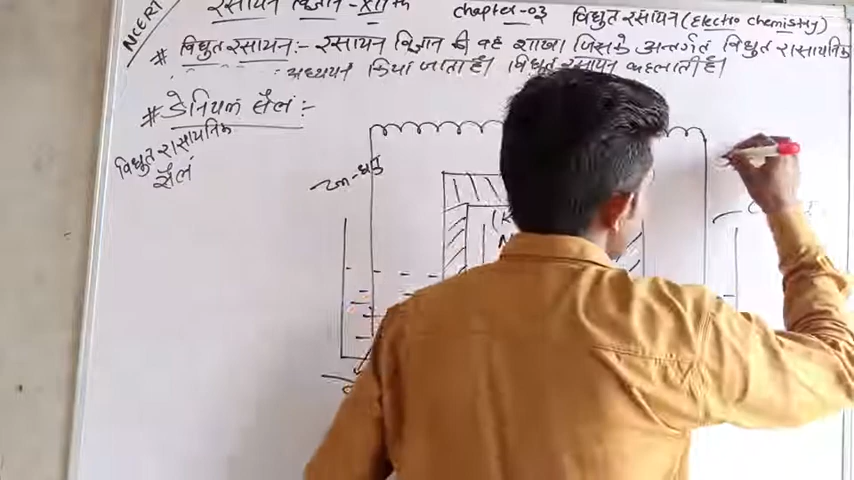 NCERT
रसायन विज्ञान -XIIth chapter-03 विधुत रसायन (Electro chemistry)
# विधुत रसायन :- रसायन विज्ञान की वह शाखा जिसके अन्तर्गत विधुत रासायनिक
अध्ययन किया जाता है। विधुत रसायन कहलाती है।
# डेनियल सैल :-
विधुत रासायनिक
सैल